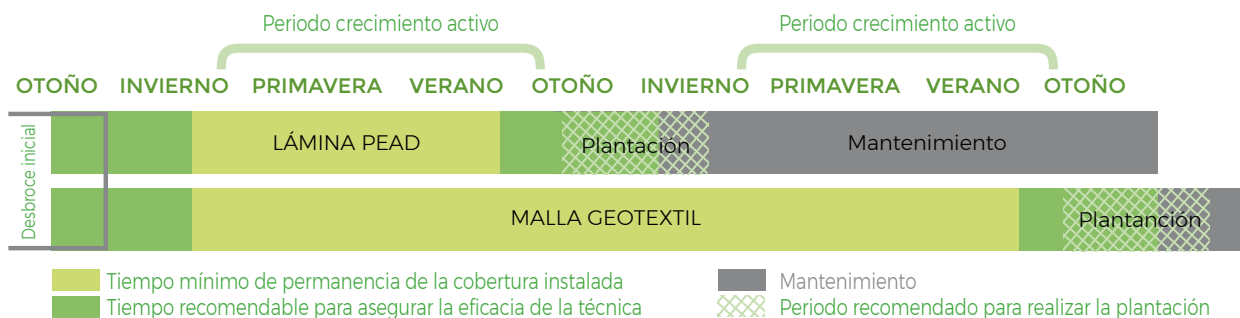 Periodo crecimiento activo Periodo crecimiento activo
OTOÑO INVIERNO PRIMAVERA VERANO OTOÑO INVIERNO PRIMAVERA VERANO OTOÑO
Desbroce inicial
LÁMINA PEAD Plantación Mantenimiento
MALLA GEOTEXTIL Plantanción
Tiempo mínimo de permanencia de la cobertura instalada Mantenimiento
Tiempo recomendable para asegurar la eficacia de la técnica Periodo recomendado para realizar la plantación